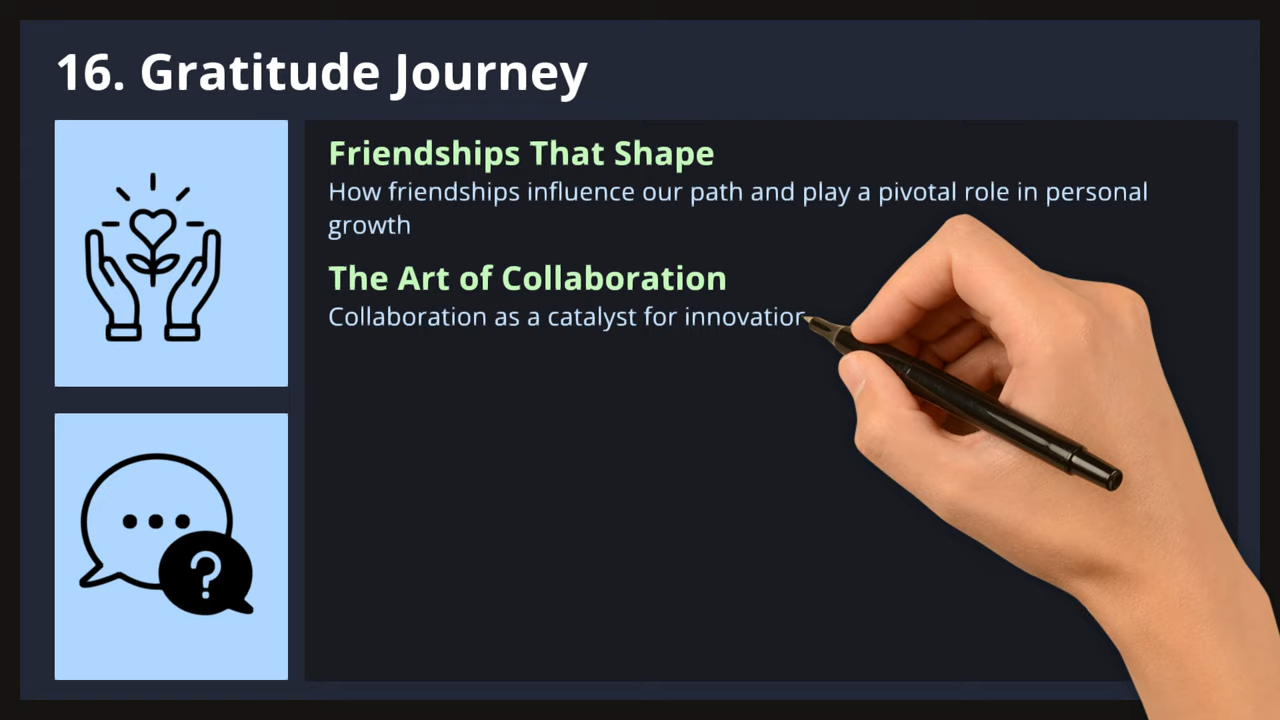 16. Gratitude Journey
Friendships That Shape
How friendships influence our path and play a pivotal role in personal
growth
The Art of Collaboration
Collaboration as a catalyst for innovation
?